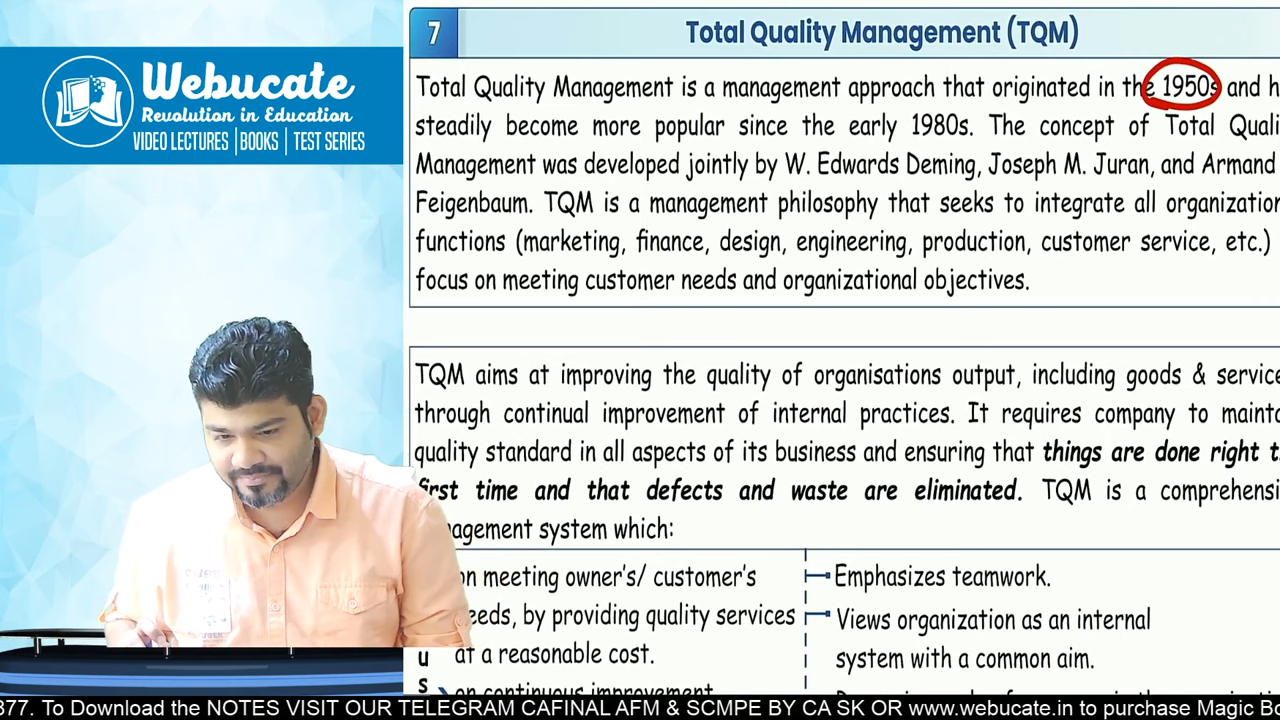 Webucate
Revolution in Education
VIDEO LECTURES | BOOKS | TEST SERIES
7 Total Quality Management (TQM)
Total Quality Management is a management approach that originated in the 1950s and h
steadily become more popular since the early 1980s. The concept of Total Quali
Management was developed jointly by W. Edwards Deming, Joseph M. Juran, and Armand
Feigenbaum. TQM is a management philosophy that seeks to integrate all organization
functions (marketing, finance, design, engineering, production, customer service, etc.)
focus on meeting customer needs and organizational objectives.
TQM aims at improving the quality of organisations output, including goods & service
through continual improvement of internal practices. It requires company to mainta
quality standard in all aspects of its business and ensuring that things are done right t
first time and that defects and waste are eliminated. TQM is a comprehensi
agement system which:
on meeting owner's/ customer's
eeds, by providing quality services
at a reasonable cost.
u
s
on continuous improvement
Emphasizes teamwork.
Views organization as an internal
system with a common aim.
377. To Download the NOTES VISIT OUR TELEGRAM CAFINAL AFM & SCMPE BY CA SK OR www.webucate.in to purchase Magic Bo